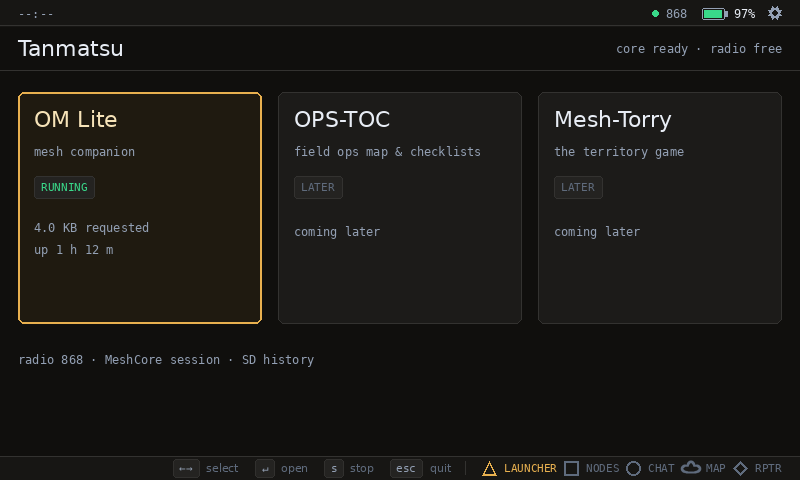 --:-- 868 97%
Tanmatsu core ready · radio free
OM Lite
mesh companion
RUNNING
4.0 KB requested
up 1 h 12 m
OPS-TOC
field ops map & checklists
LATER
coming later
Mesh-Torry
the territory game
LATER
coming later
radio 868 · MeshCore session · SD history
←→ select ↵ open s stop esc quit LAUNCHER NODES CHAT MAP RPTR